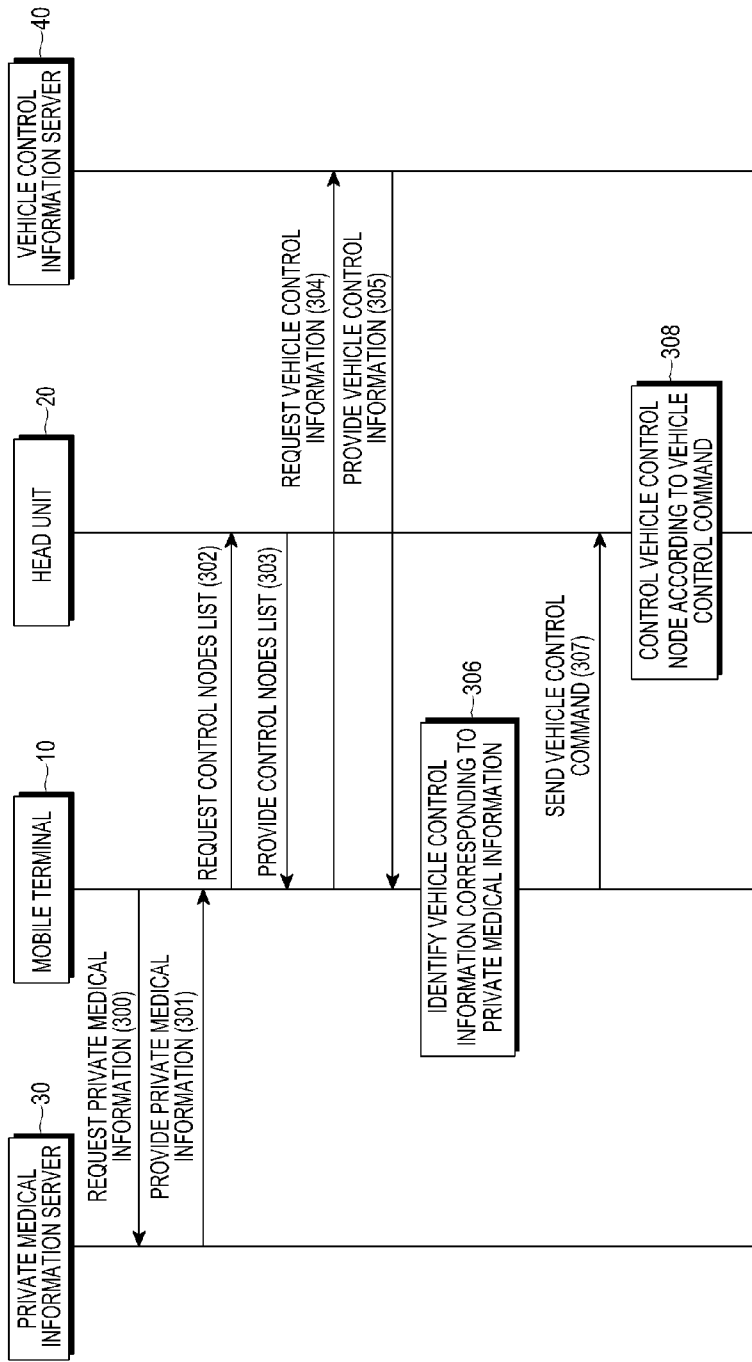 PRIVATE MEDICAL
INFORMATION SERVER
30
MOBILE TERMINAL
10
HEAD UNIT
20
VEHICLE CONTROL
INFORMATION SERVER
40
REQUEST PRIVATE MEDICAL
INFORMATION (300)
PROVIDE PRIVATE MEDICAL
INFORMATION (301)
REQUEST CONTROL NODES LIST (302)
PROVIDE CONTROL NODES LIST (303)
REQUEST VEHICLE CONTROL
INFORMATION (304)
PROVIDE VEHICLE CONTROL
INFORMATION (305)
IDENTIFY VEHICLE CONTROL
INFORMATION CORRESPONDING TO
PRIVATE MEDICAL INFORMATION
306
SEND VEHICLE CONTROL
COMMAND (307)
CONTROL VEHICLE CONTROL
NODE ACCORDING TO VEHICLE
CONTROL COMMAND
308